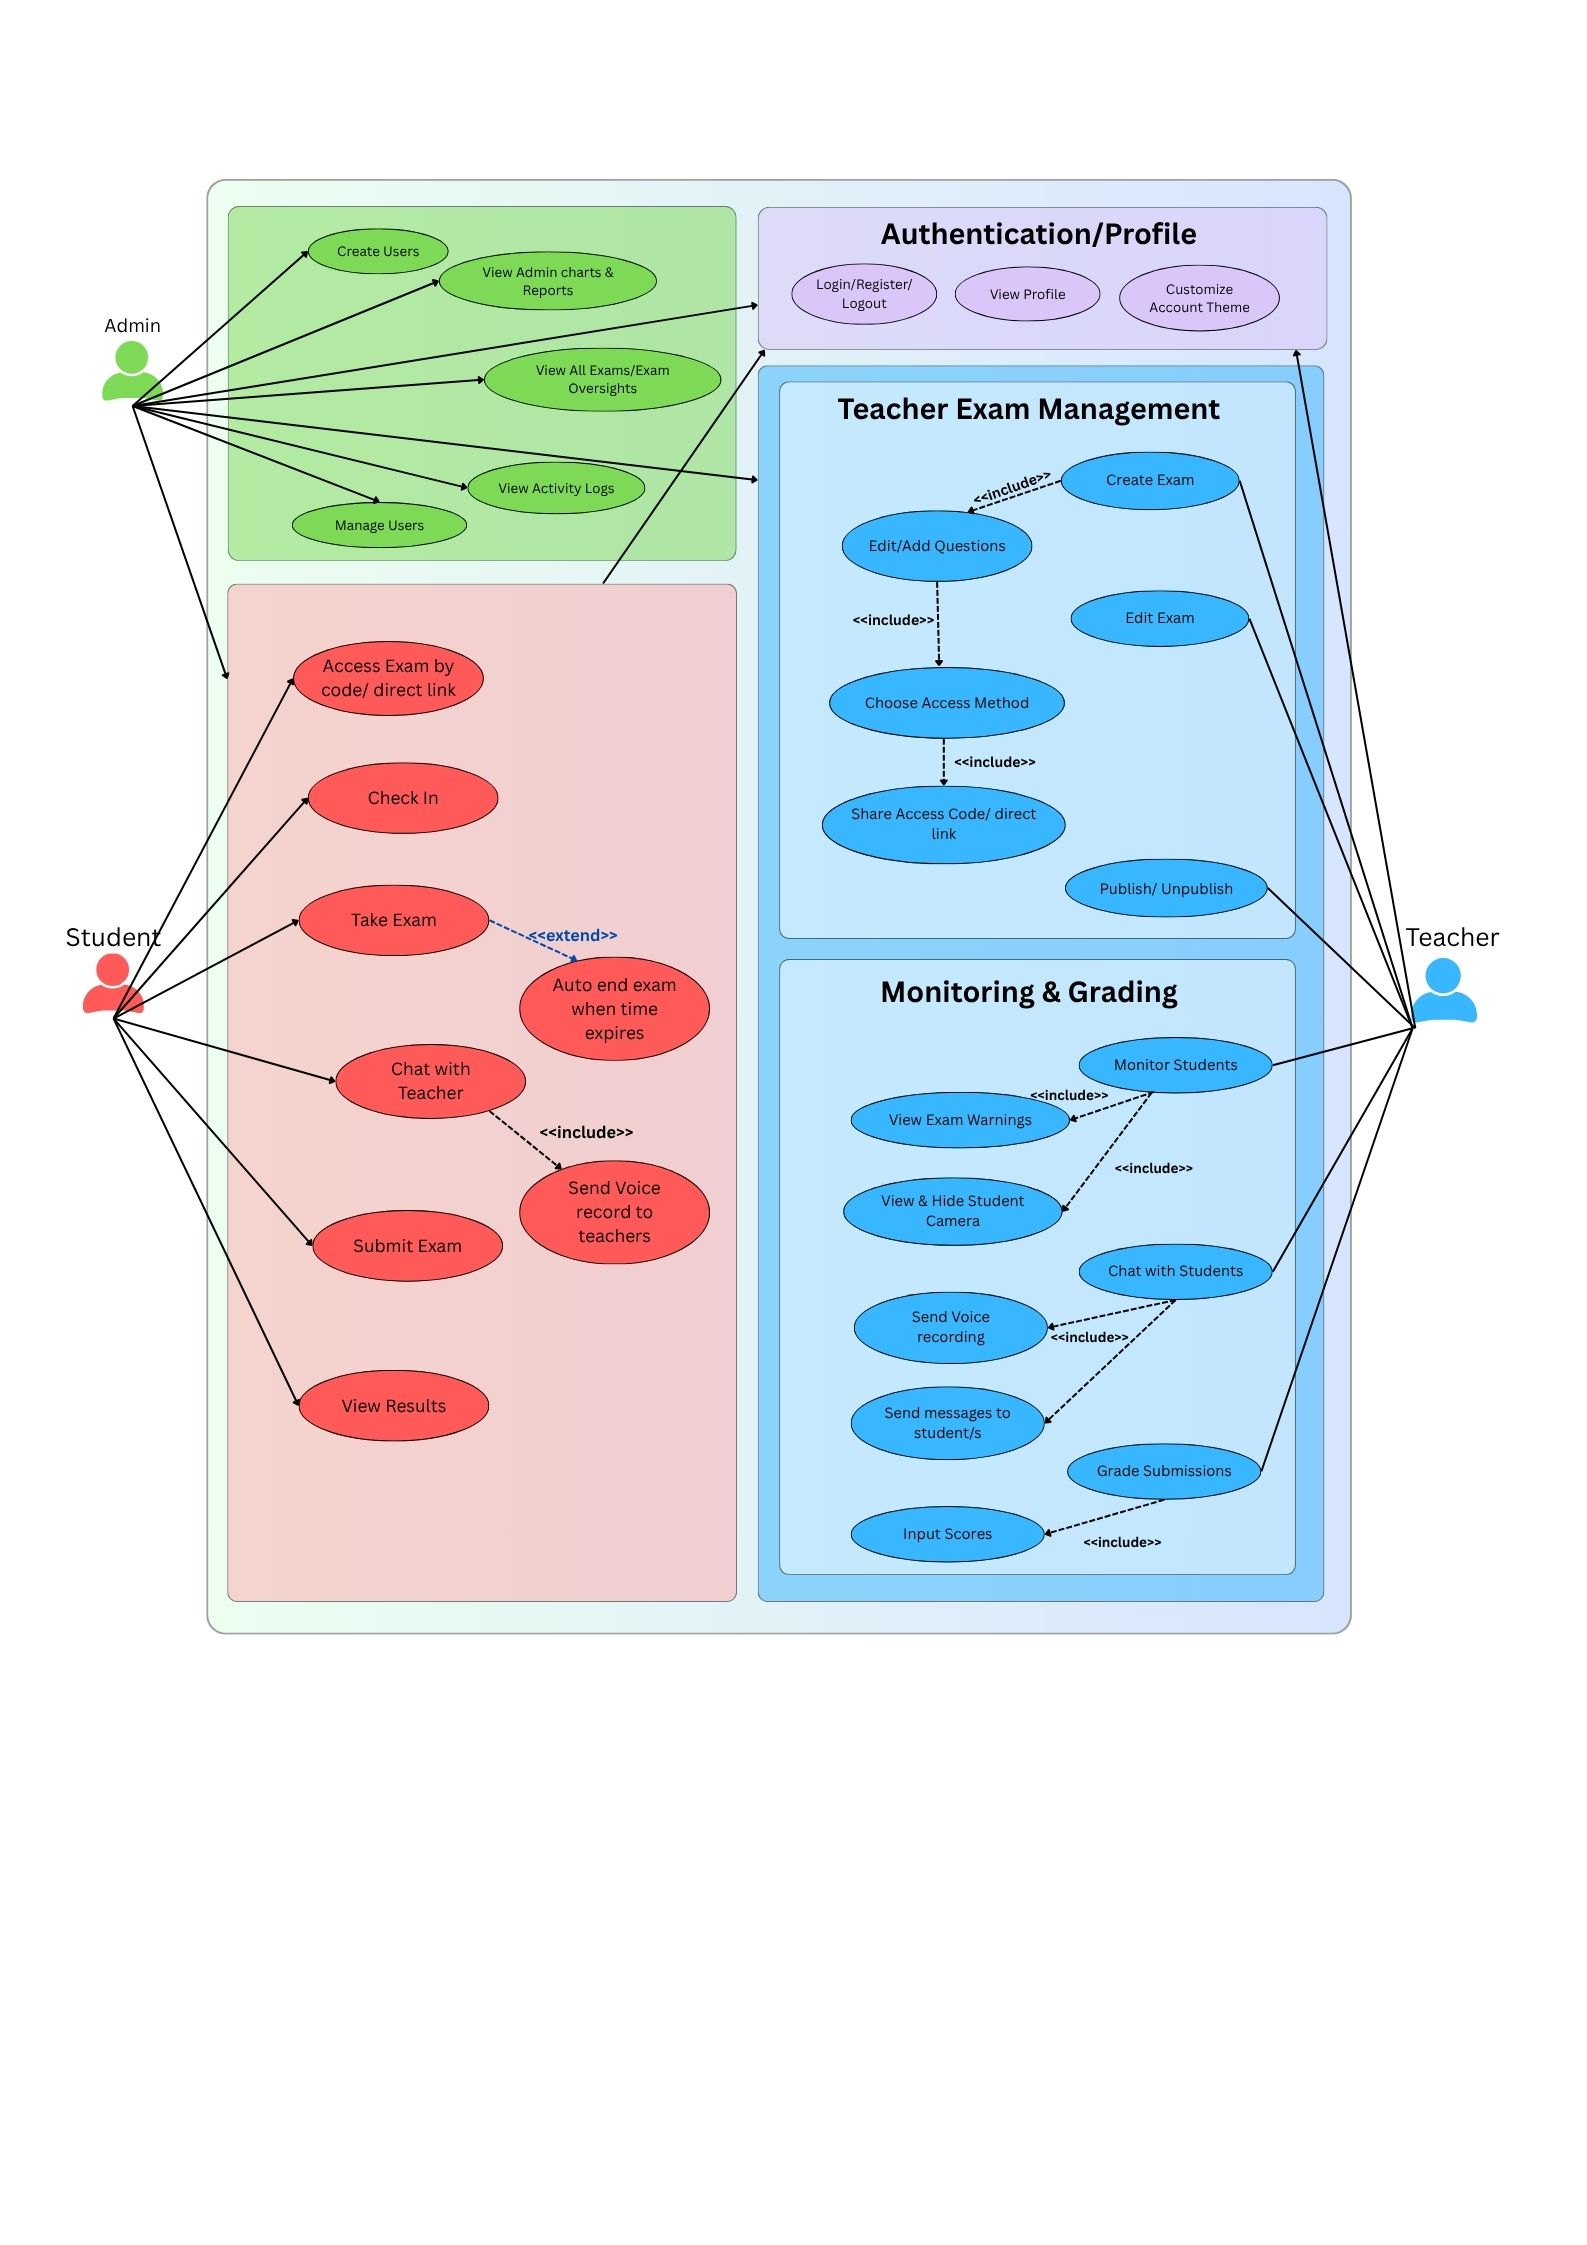 Admin
Create Users
View Admin charts &
Reports
View All Exams/Exam
Oversights
View Activity Logs
Manage Users
Authentication/Profile
Login/Register/
Logout
View Profile
Customize
Account Theme
Student
Access Exam by
code/ direct link
Check In
Take Exam
<<extend>>
Auto end exam
when time
expires
Chat with
Teacher
<<include>>
Send Voice
record to
teachers
Submit Exam
View Results
Teacher Exam Management
Create Exam
<<include>>
Edit/Add Questions
<<include>>
Edit Exam
Choose Access Method
<<include>>
Share Access Code/ direct
link
Publish/ Unpublish
Teacher
Monitoring & Grading
Monitor Students
<<include>>
View Exam Warnings
<<include>>
View & Hide Student
Camera
Chat with Students
Send Voice
recording
<<include>>
Send messages to
student/s
Grade Submissions
Input Scores
<<include>>